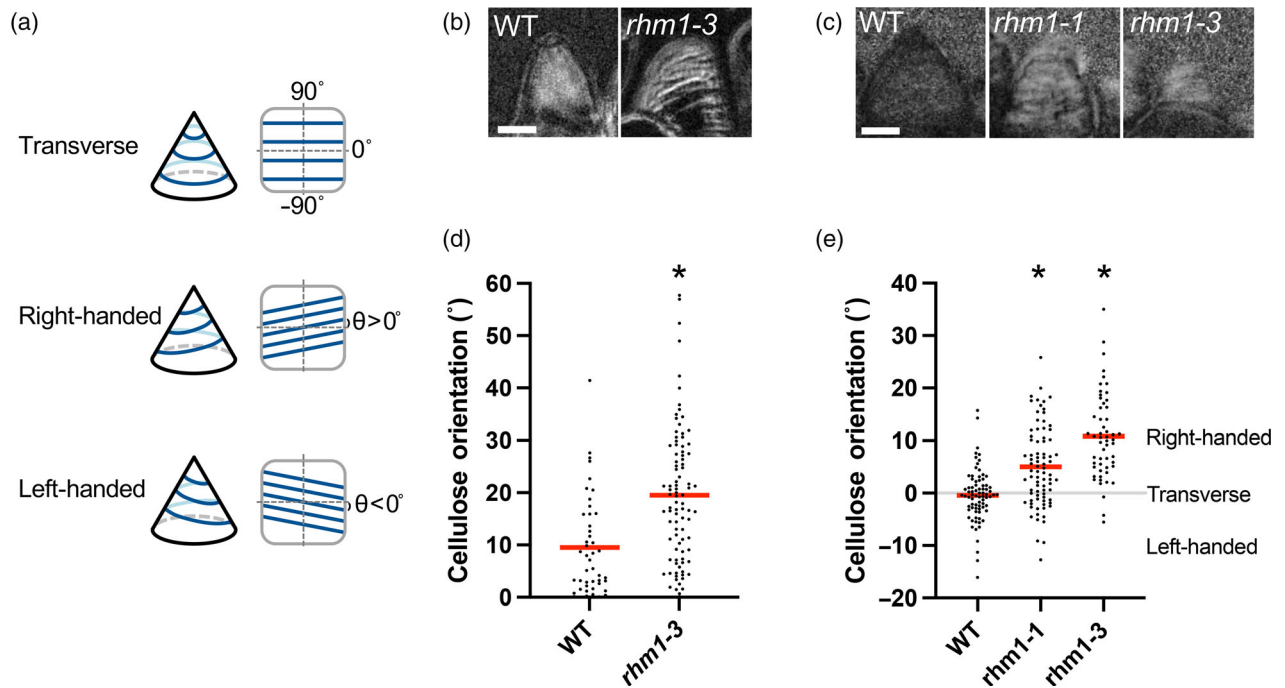 (a)
Transverse
90˚
0˚
–90˚
Right-handed
θ>0˚
Left-handed
θ<0˚
(b)
WT
rhm1-3
(c)
WT
rhm1-1
rhm1-3
(d)
*
Cellulose orientation (˚)
60
50
40
30
20
10
0
WT
rhm1-3
(e)
* *
Cellulose orientation (˚)
40
30
20
10
0
–10
–20
Right-handed
Transverse
Left-handed
WT
rhm1-1
rhm1-3